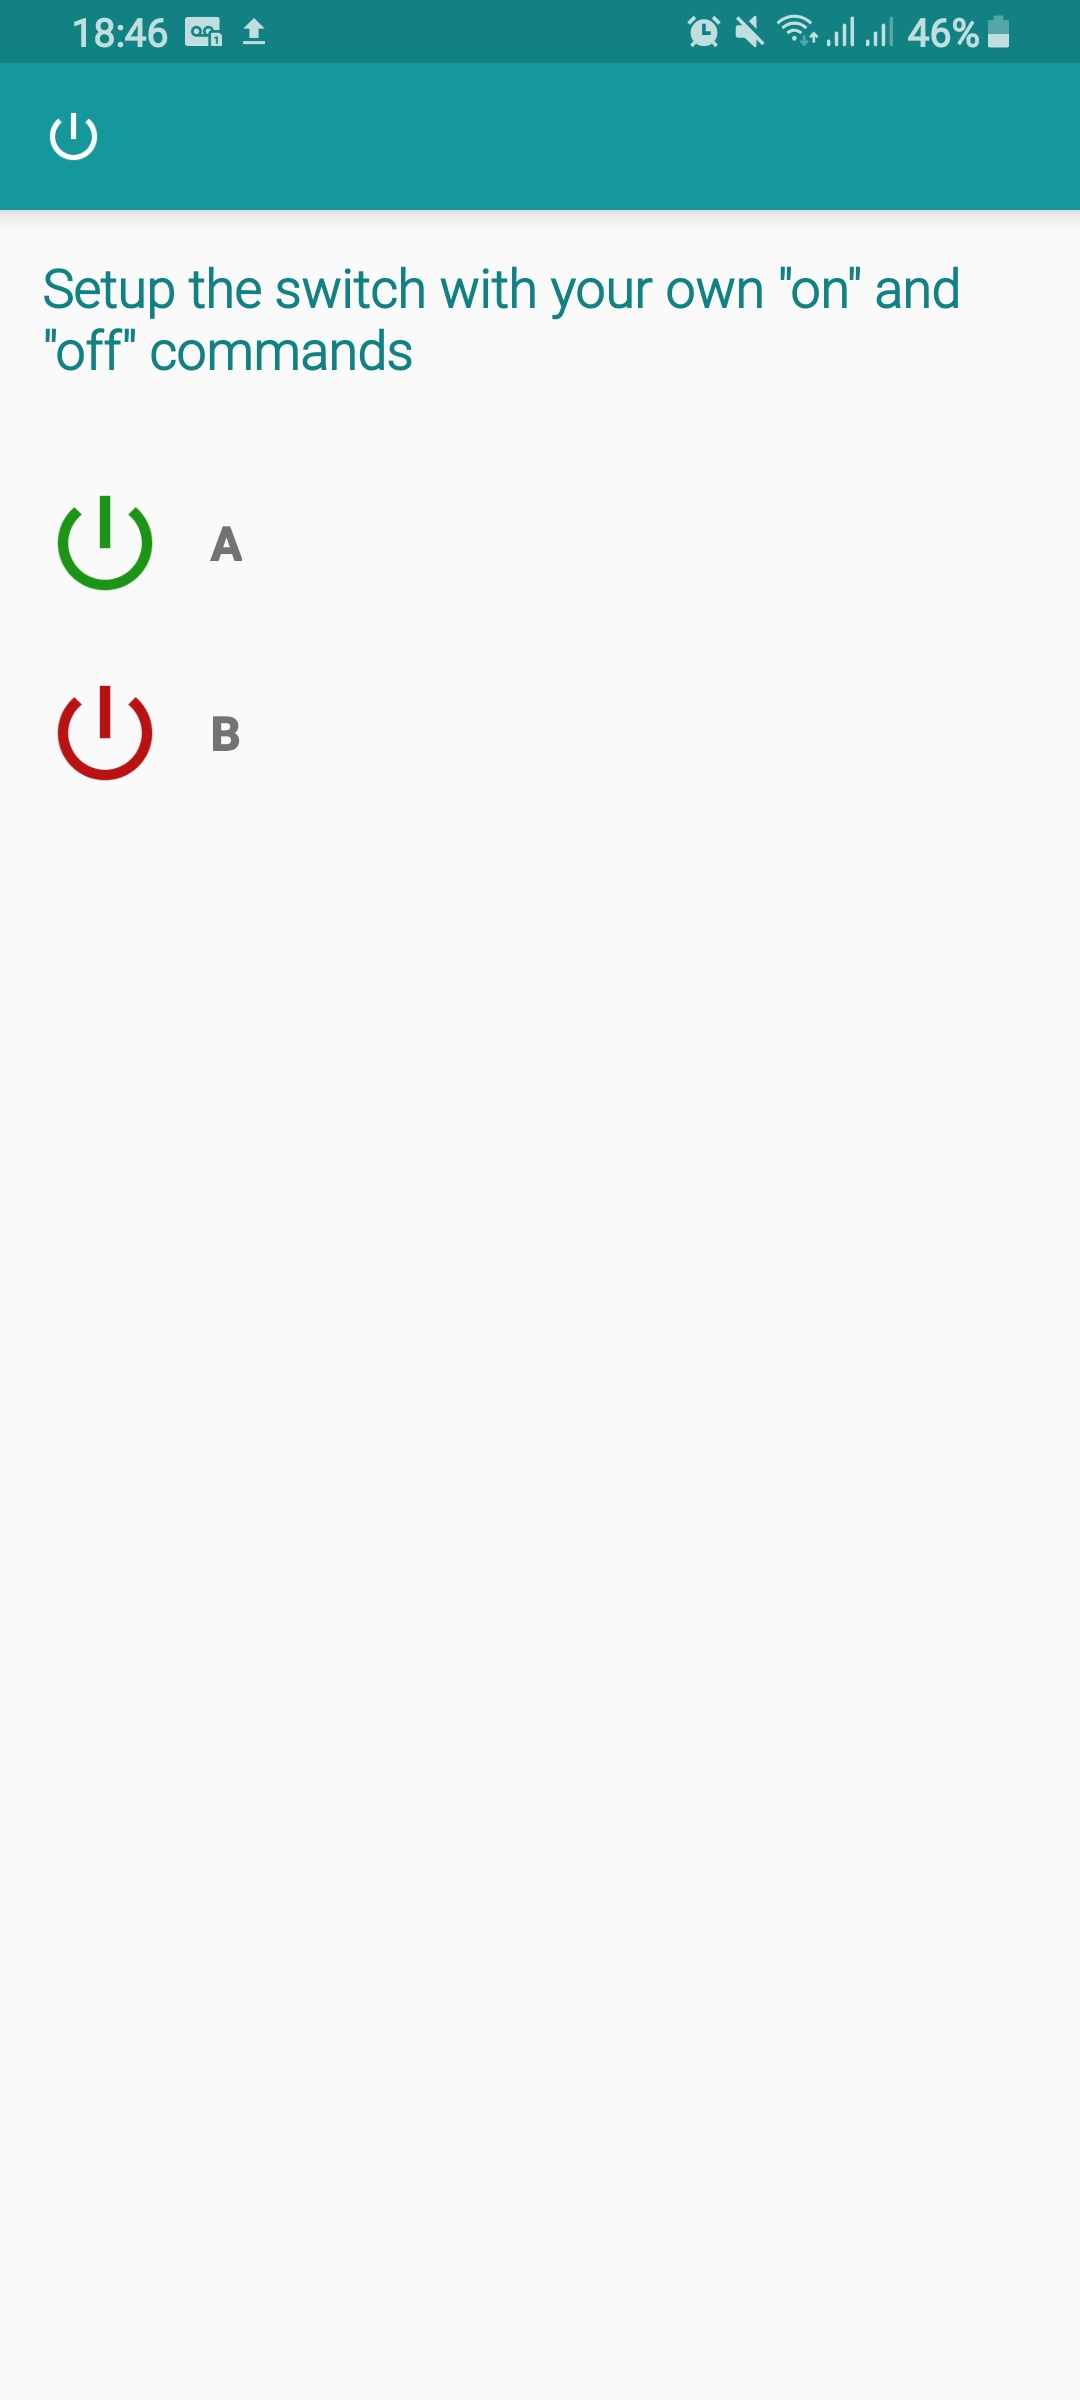 18:46 46%
Setup the switch with your own "on" and
"off" commands
A
B